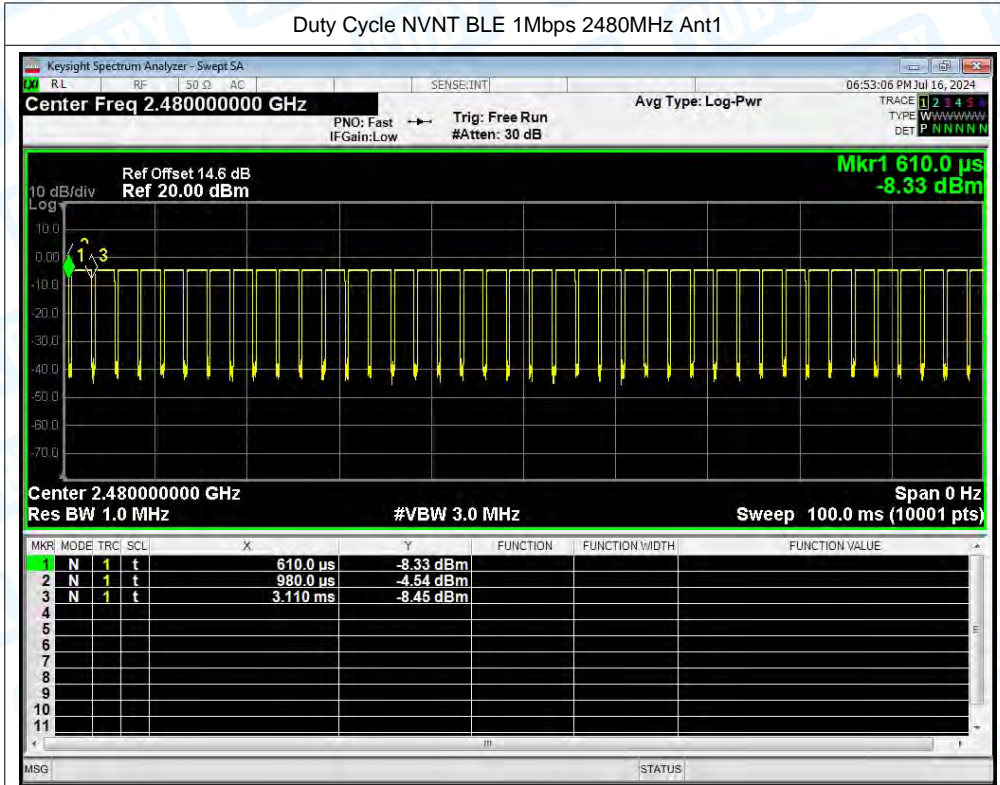 Duty Cycle NVNT BLE 1Mbps 2480MHz Ant1
Keysight Spectrum Analyzer - Swept SA
LXI RL RF 50 Ω AC SENSE:INT 06:53:06 PM Jul 16, 2024
Center Freq 2.480000000 GHz Avg Type: Log-Pwr TRACE 1 2 3 4 5 6
PNO: Fast Trig: Free Run TYPE WWWWWW
IFGain:Low #Atten: 30 dB DET P N N N N N
Mkr1 610.0 µs
Ref Offset 14.6 dB
10 dB/div Ref 20.00 dBm -8.33 dBm
Log
10.0
0.00
1 3
-10.0
-20.0
-30.0
-40.0
-50.0
-60.0
-70.0
Center 2.480000000 GHz Span 0 Hz
Res BW 1.0 MHz #VBW 3.0 MHz Sweep 100.0 ms (10001 pts)
MKR MODE TRC SCL X Y FUNCTION FUNCTION WIDTH FUNCTION VALUE
1 N 1 t 610.0 µs -8.33 dBm
2 N 1 t 980.0 µs -4.54 dBm
3 N 1 t 3.110 ms -8.45 dBm
4
5
6
7
8
9
10
11
MSG STATUS